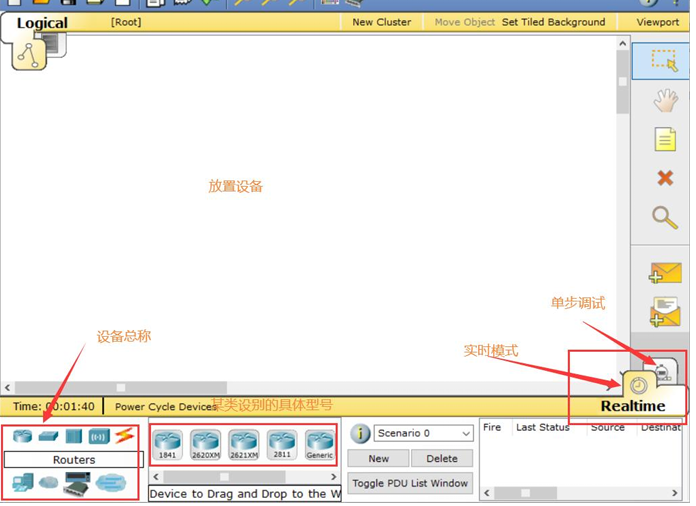 Logical
[Root]
New Cluster
Move Object
Set Tiled Background
Viewport
放置设备
单步调试
设备总称
实时模式
Time: 00:01:40
Power Cycle Devices
某类设别的具体型号
Realtime
Routers
1841
2620XM
2621XM
2811
Generic
Device to Drag and Drop to the W
Scenario 0
New
Delete
Toggle PDU List Window
Fire
Last Status
Source
Destinat